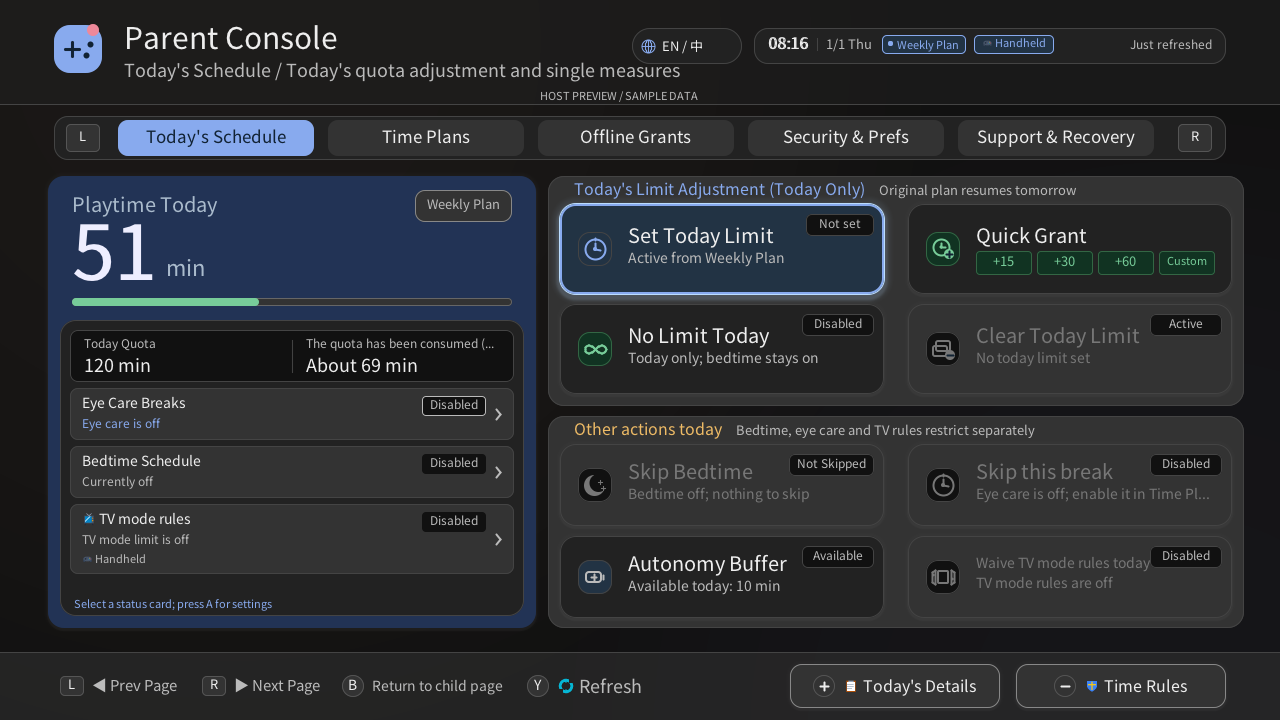 Parent Console
Today's Schedule / Today's quota adjustment and single measures
EN / 中
08:16
1/1 Thu
Weekly Plan
Handheld
Just refreshed
HOST PREVIEW / SAMPLE DATA
L
Today's Schedule
Time Plans
Offline Grants
Security & Prefs
Support & Recovery
R
Playtime Today
Weekly Plan
51 min
Today Quota
120 min
The quota has been consumed (...
About 69 min
Eye Care Breaks
Disabled
Eye care is off
Bedtime Schedule
Disabled
Currently off
TV mode rules
Disabled
TV mode limit is off
Handheld
Select a status card; press A for settings
Today's Limit Adjustment (Today Only)
Original plan resumes tomorrow
Set Today Limit
Not set
Active from Weekly Plan
Quick Grant
+15
+30
+60
Custom
No Limit Today
Disabled
Today only; bedtime stays on
Clear Today Limit
Active
No today limit set
Other actions today
Bedtime, eye care and TV rules restrict separately
Skip Bedtime
Not Skipped
Bedtime off; nothing to skip
Skip this break
Disabled
Eye care is off; enable it in Time Pl...
Autonomy Buffer
Available
Available today: 10 min
Waive TV mode rules today
Disabled
TV mode rules are off
L ◀ Prev Page
R ▶ Next Page
B Return to child page
Y Refresh
+ Today's Details
− Time Rules